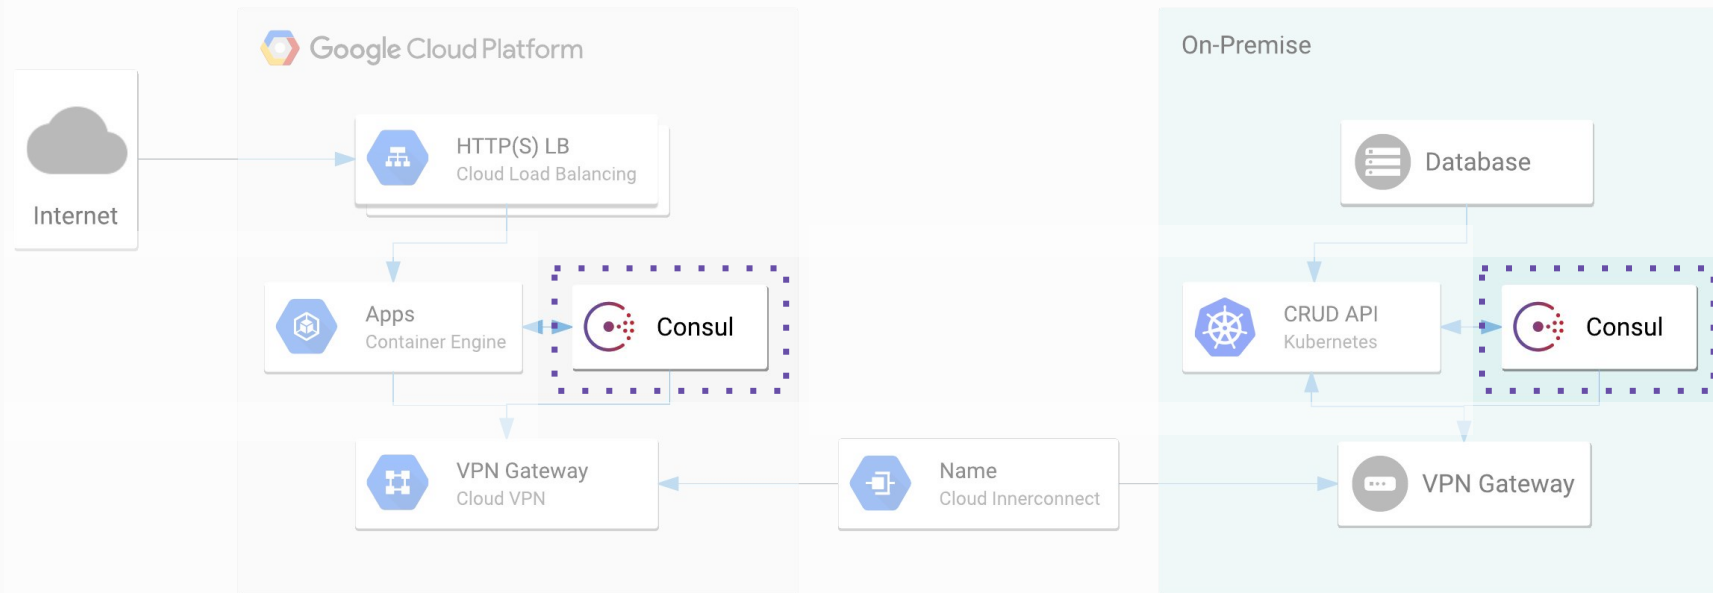 Google Cloud Platform
On-Premise
Internet
HTTP(S) LB
Cloud Load Balancing
Database
Apps
Container Engine
Consul
CRUD API
Kubernetes
Consul
VPN Gateway
Cloud VPN
Name
Cloud Innerconnect
VPN Gateway